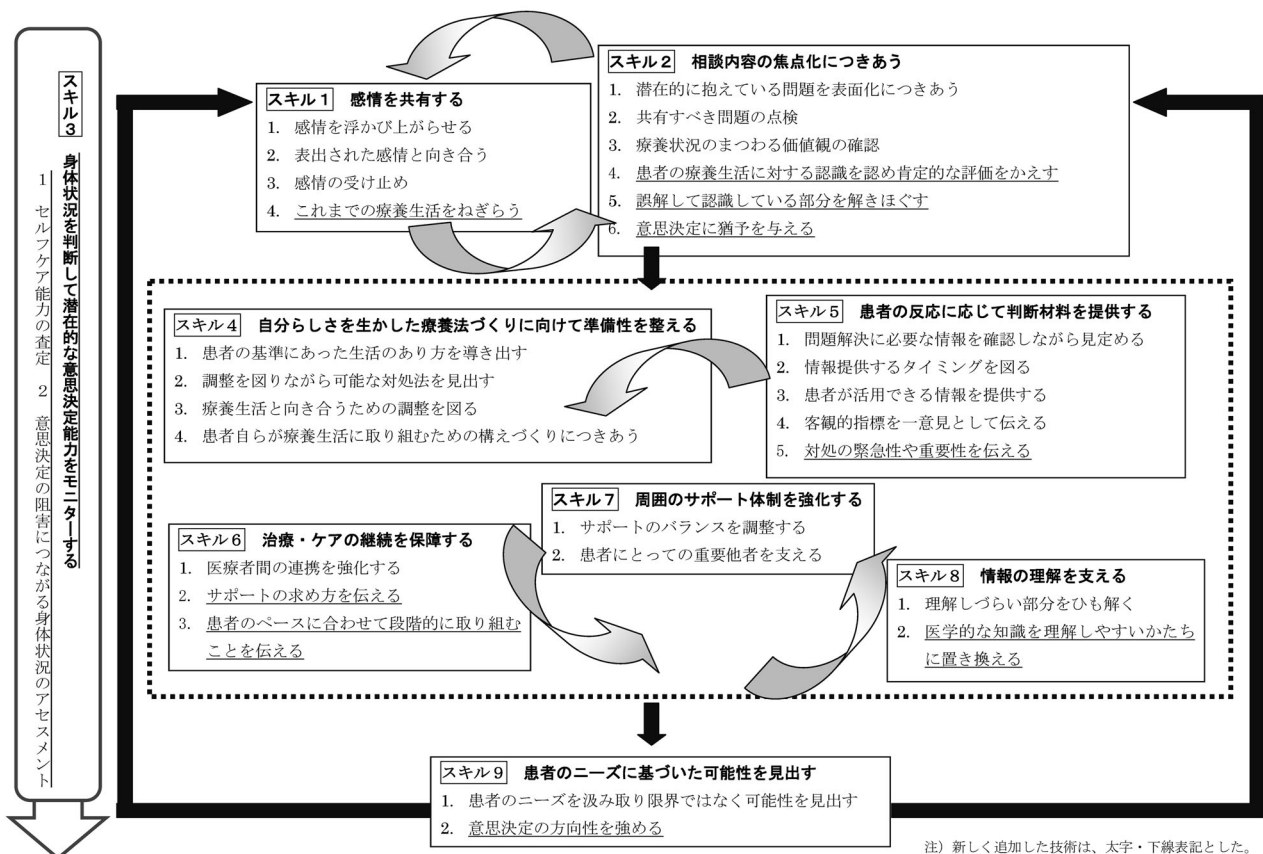 スキル3 身体状況を判断して潜在的な意思決定能力をモニターする
1 セルフケア能力の査定 2 意思決定の阻害につながる身体状況のアセスメント
スキル1 感情を共有する
1. 感情を浮かび上がらせる
2. 表出された感情と向き合う
3. 感情の受け止め
4. これまでの療養生活をねぎらう
スキル2 相談内容の焦点化につきあう
1. 潜在的に抱えている問題を表面化につきあう
2. 共有すべき問題の点検
3. 療養状況のまつわる価値観の確認
4. 患者の療養生活に対する認識を認め肯定的な評価をかえす
5. 誤解して認識している部分を解きほぐす
6. 意思決定に猶予を与える
スキル4 自分らしさを生かした療養法づくりに向けて準備性を整える
1. 患者の基準にあった生活のあり方を導き出す
2. 調整を図りながら可能な対処法を見出す
3. 療養生活と向き合うための調整を図る
4. 患者自らが療養生活に取り組むための構えづくりにつきあう
スキル5 患者の反応に応じて判断材料を提供する
1. 問題解決に必要な情報を確認しながら見定める
2. 情報提供するタイミングを図る
3. 患者が活用できる情報を提供する
4. 客観的指標を一意見として伝える
5. 対処の緊急性や重要性を伝える
スキル7 周囲のサポート体制を強化する
1. サポートのバランスを調整する
2. 患者にとっての重要他者を支える
スキル6 治療・ケアの継続を保障する
1. 医療者間の連携を強化する
2. サポートの求め方を伝える
3. 患者のペースに合わせて段階的に取り組む
ことを伝える
スキル8 情報の理解を支える
1. 理解しづらい部分をひも解く
2. 医学的な知識を理解しやすいかたち
に置き換える
スキル9 患者のニーズに基づいた可能性を見出す
1. 患者のニーズを汲み取り限界ではなく可能性を見出す
2. 意思決定の方向性を強める
注）新しく追加した技術は、太字・下線表記とした。